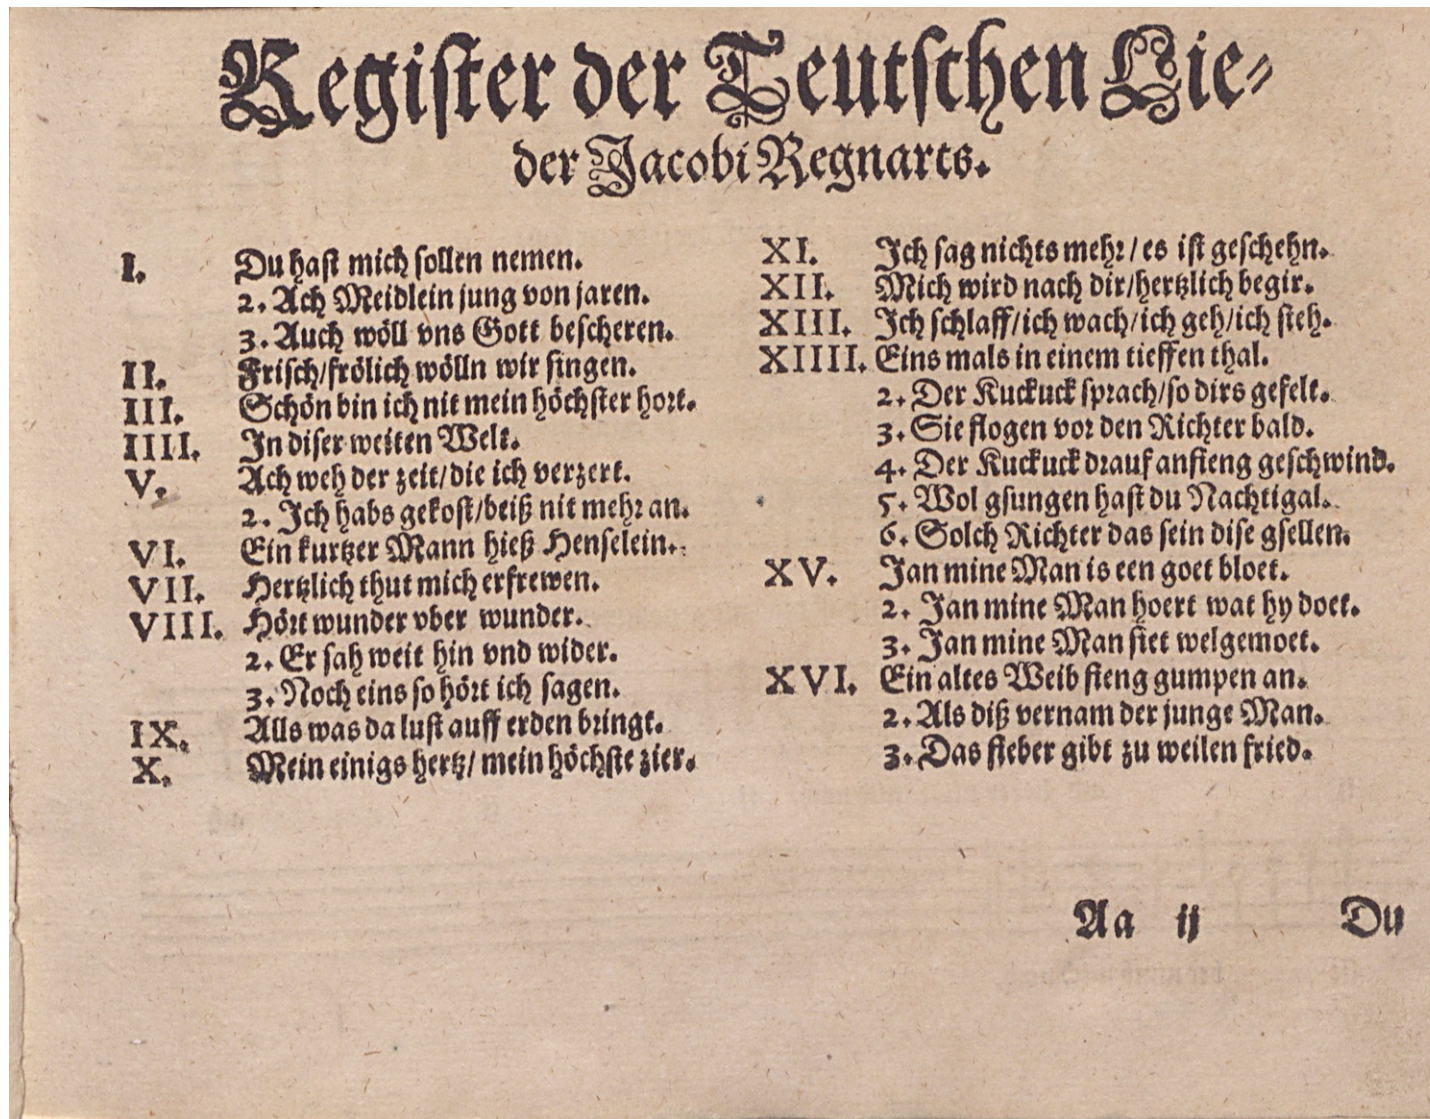 Register der Teutschen Lie-
der Jacobi Regnarts.
I. Du hast mich sollen nemen.
2. Ach Meidlein jung von jaren.
3. Auch wöll vns Gott bescheren.
II. Frisch/frölich wölln wir singen.
III. Schön bin ich nit mein höchster hort.
IIII. In diser weiten Welt.
V. Ach weh der zeit/die ich verzert.
2. Ich habs gekost/beiß nit mehr an.
VI. Ein kurtzer Mann hieß Henselein.
VII. Hertzlich thut mich erfrewen.
VIII. Hört wunder vber wunder.
2. Er sah weit hin vnd wider.
3. Noch eins so hört ich sagen.
IX. Alls was da lust auff erden bringt.
X. Mein einigs hertz/ mein höchste zier.
XI. Ich sag nichts mehr/ es ist geschehn.
XII. Mich wird nach dir/hertzlich begir.
XIII. Ich schlaff/ich wach/ich geh/ich steh.
XIIII. Eins mals in einem tieffen thal.
2. Der Kuckuck sprach/so dirs gefelt.
3. Sie flogen vor den Richter bald.
4. Der Kuckuck drauf anfieng geschwind.
5. Wol gsungen hast du Nachtigal.
6. Solch Richter das sein dise gsellen.
XV. Jan mine Man is een goet bloet.
2. Jan mine Man hoert wat hy doet.
3. Jan mine Man siet welgemoet.
XVI. Ein altes Weib fieng gumpen an.
2. Als diß vernam der junge Man.
3. Das fieber gibt zu weilen fried.
Aa ij Du